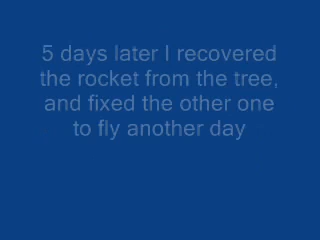 5 days later I recovered
the rocket from the tree,
and fixed the other one
to fly another day